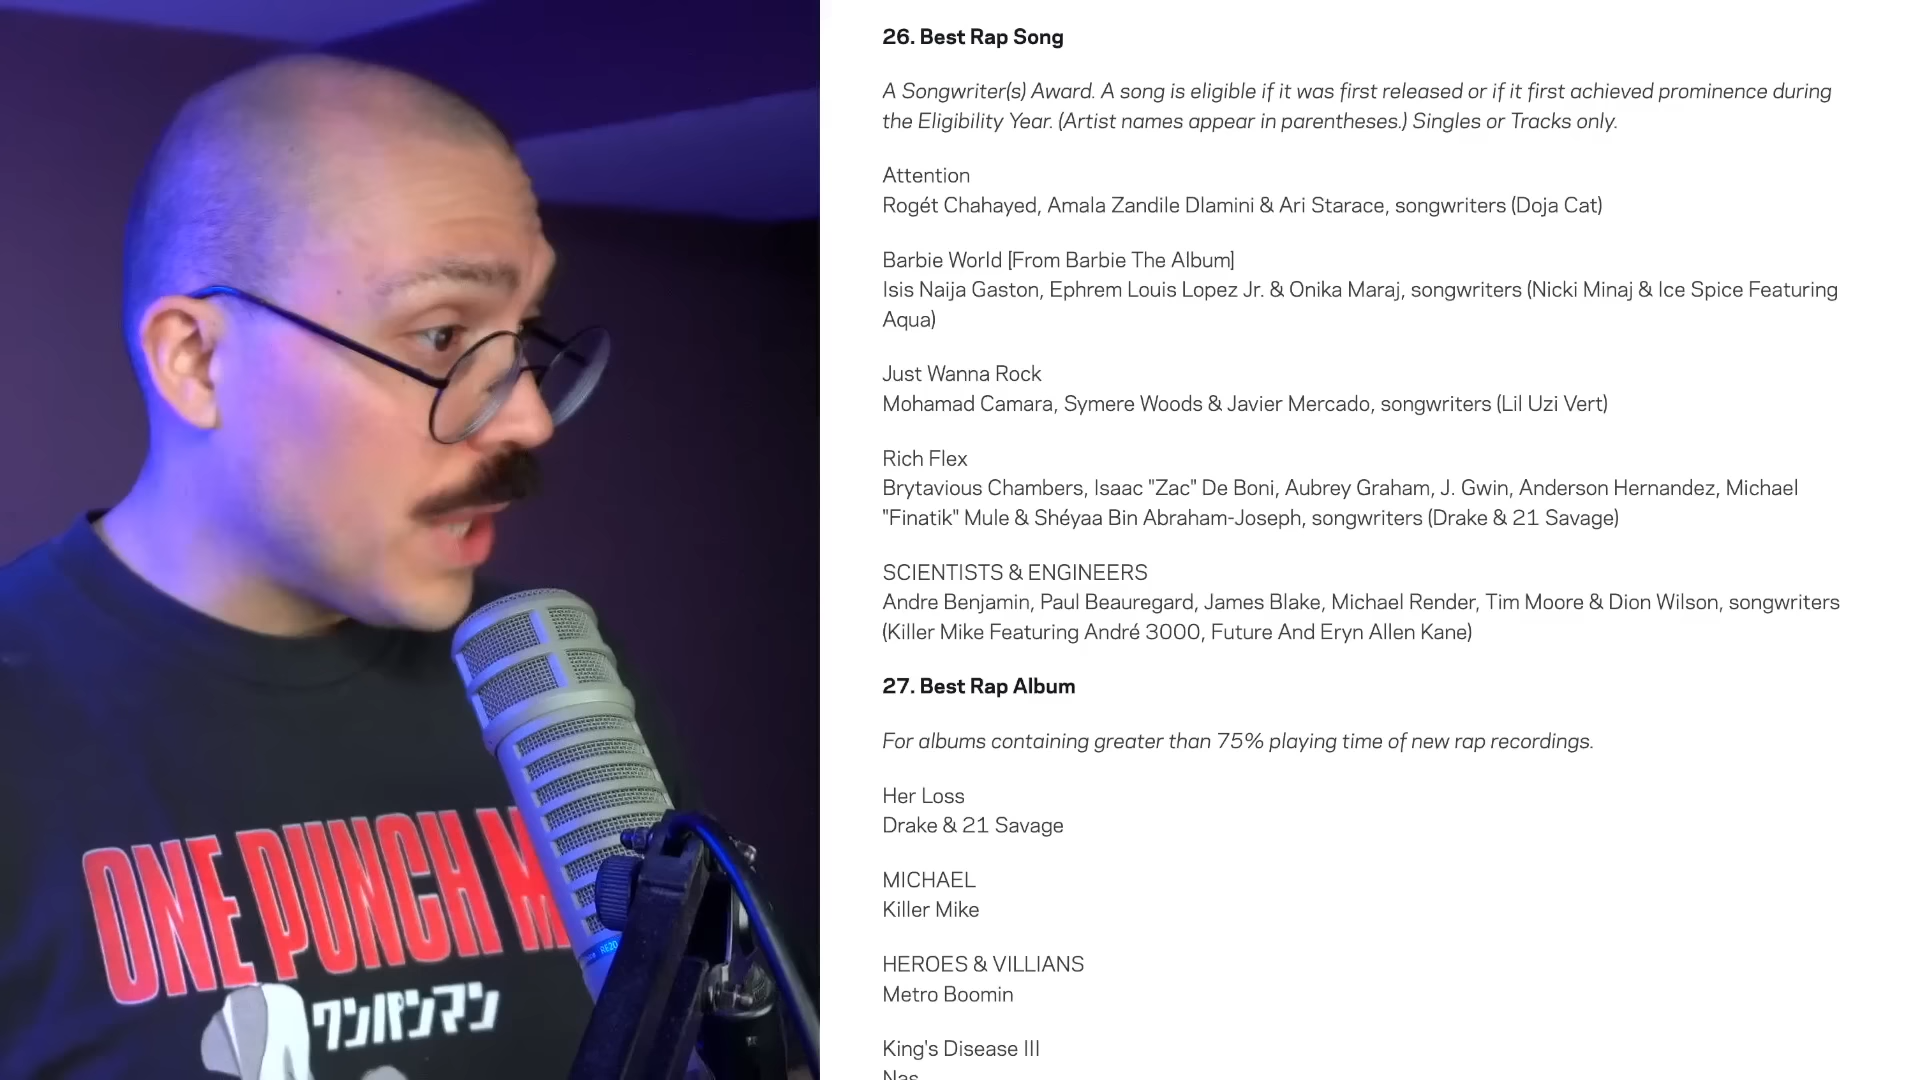 26. Best Rap Song
A Songwriter(s) Award. A song is eligible if it was first released or if it first achieved prominence during
the Eligibility Year. (Artist names appear in parentheses.) Singles or Tracks only.
Attention
Rogét Chahayed, Amala Zandile Dlamini & Ari Starace, songwriters (Doja Cat)
Barbie World [From Barbie The Album]
Isis Naija Gaston, Ephrem Louis Lopez Jr. & Onika Maraj, songwriters (Nicki Minaj & Ice Spice Featuring
Aqua)
Just Wanna Rock
Mohamad Camara, Symere Woods & Javier Mercado, songwriters (Lil Uzi Vert)
Rich Flex
Brytavious Chambers, Isaac "Zac" De Boni, Aubrey Graham, J. Gwin, Anderson Hernandez, Michael
"Finatik" Mule & Shéyaa Bin Abraham-Joseph, songwriters (Drake & 21 Savage)
SCIENTISTS & ENGINEERS
Andre Benjamin, Paul Beauregard, James Blake, Michael Render, Tim Moore & Dion Wilson, songwriters
(Killer Mike Featuring André 3000, Future And Eryn Allen Kane)
27. Best Rap Album
For albums containing greater than 75% playing time of new rap recordings.
Her Loss
Drake & 21 Savage
MICHAEL
Killer Mike
HEROES & VILLIANS
Metro Boomin
King's Disease III
Nas
ONE PUNCH M
ワンパンマン
RE20